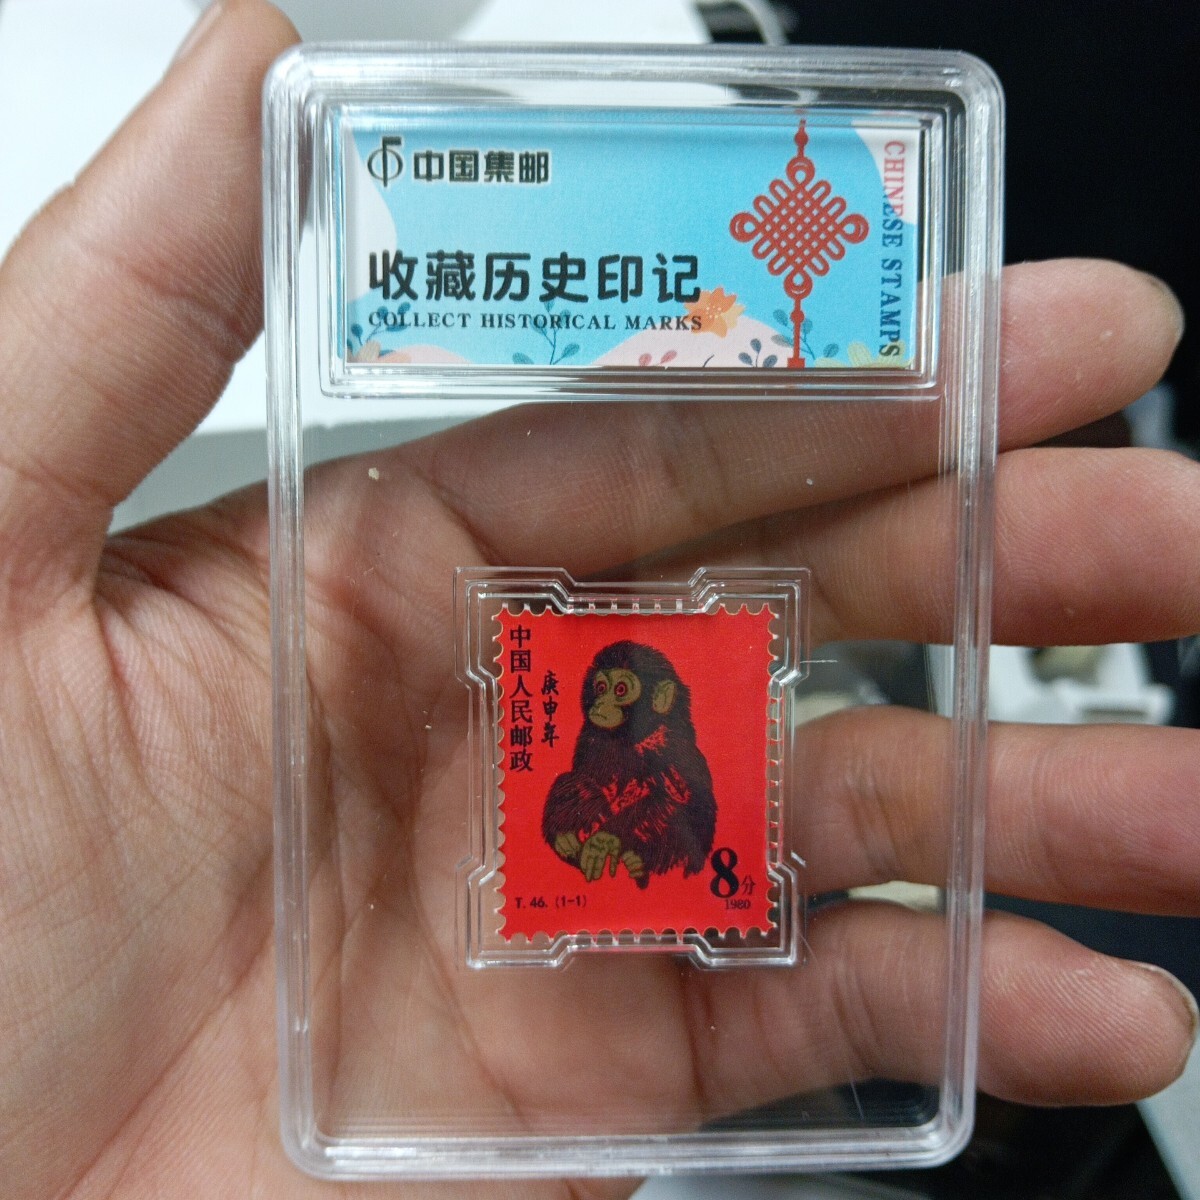 中国集邮
收藏历史印记
COLLECT HISTORICAL MARKS
CHINESE STAMPS
中国人民邮政
庚申年
8分
1980
T. 46. (1-1)